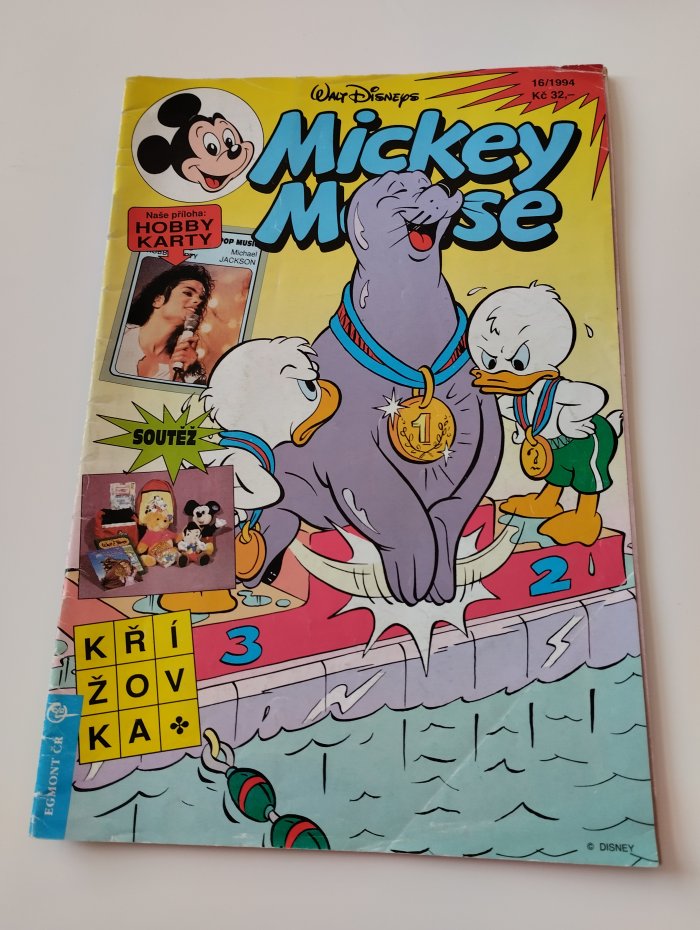 WALT DISNEY'S
16/1994
Kč 32,–
Mickey
Mouse
Naše příloha:
HOBBY
KARTY
POP MUSIC
Michael
JACKSON
SOUTĚŽ
1
2
2
3
KŘÍ
ŽOV
KA
EGMONT ČR
© DISNEY